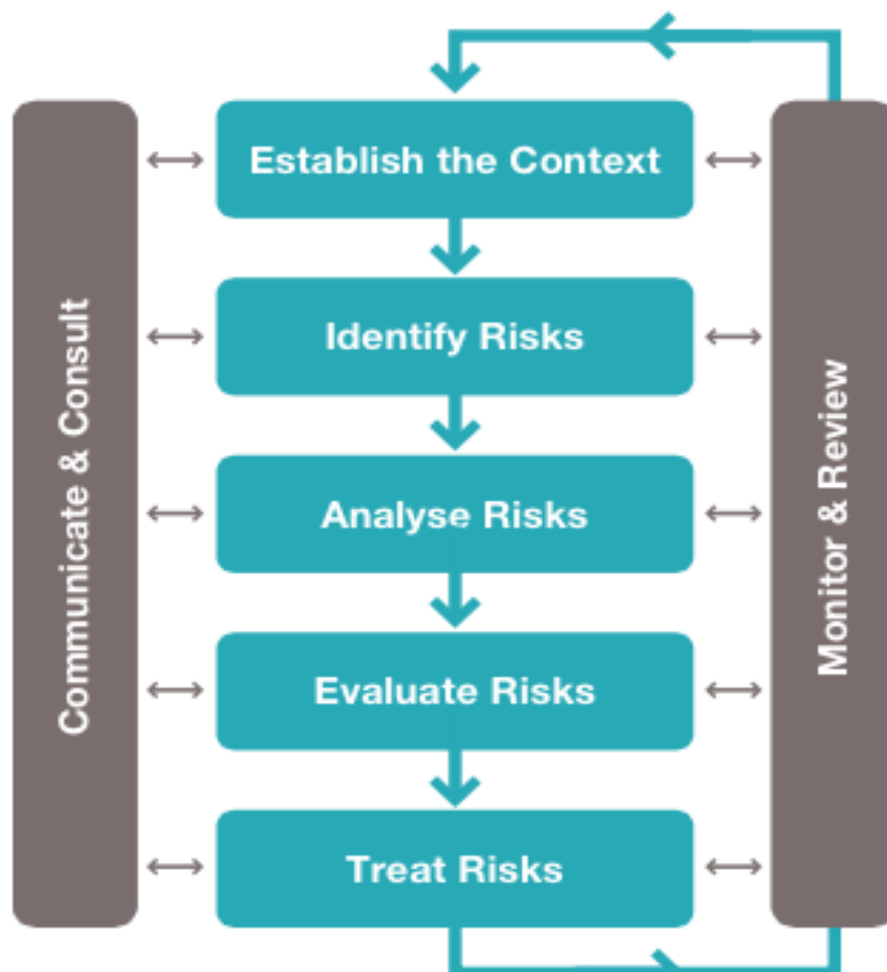 Establish the Context
Identify Risks
Analyse Risks
Evaluate Risks
Treat Risks
Communicate & Consult
Monitor & Review